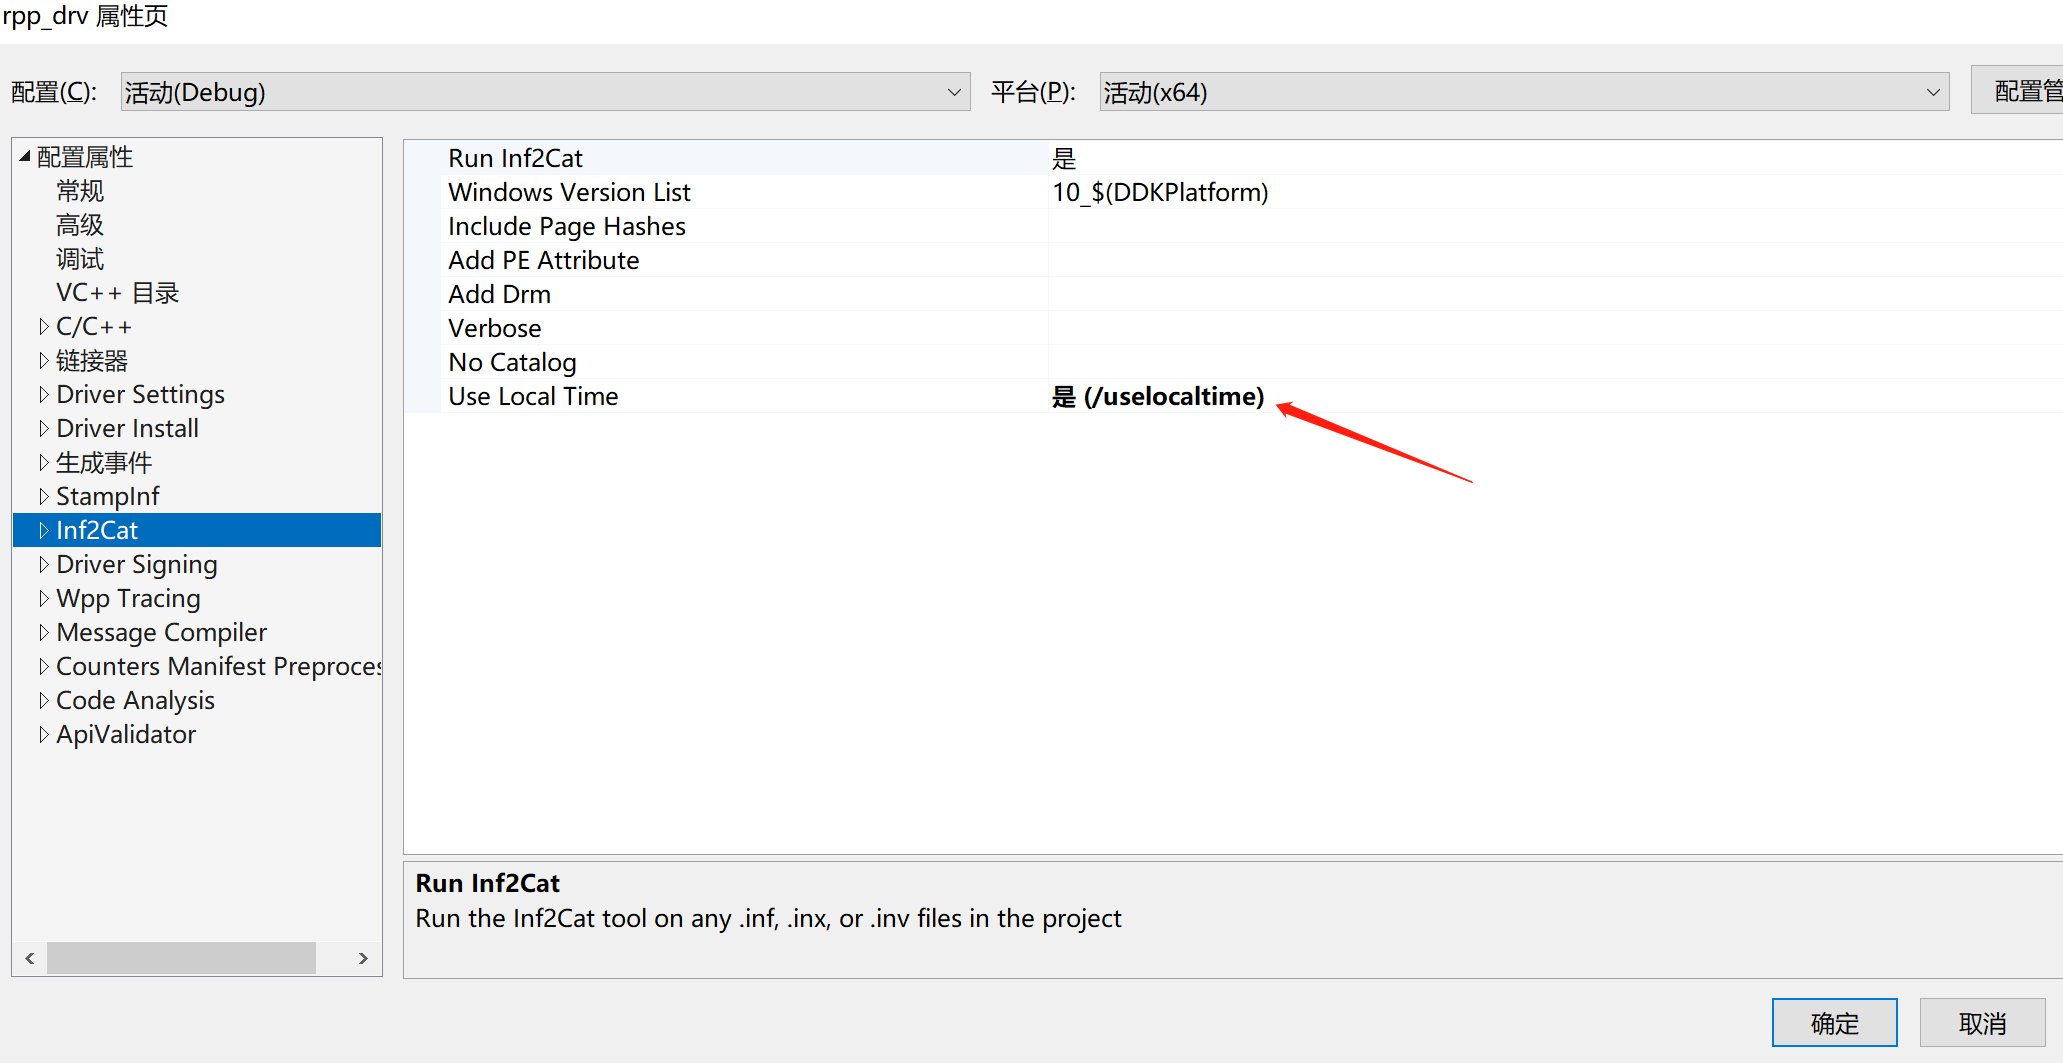 rpp_drv 属性页
配置(C): 活动(Debug) 平台(P): 活动(x64) 配置管
配置属性
常规
高级
调试
VC++ 目录
C/C++
链接器
Driver Settings
Driver Install
生成事件
StampInf
Inf2Cat
Driver Signing
Wpp Tracing
Message Compiler
Counters Manifest Preproces
Code Analysis
ApiValidator
Run Inf2Cat 是
Windows Version List 10_$(DDKPlatform)
Include Page Hashes
Add PE Attribute
Add Drm
Verbose
No Catalog
Use Local Time 是 (/uselocaltime)
Run Inf2Cat
Run the Inf2Cat tool on any .inf, .inx, or .inv files in the project
确定 取消